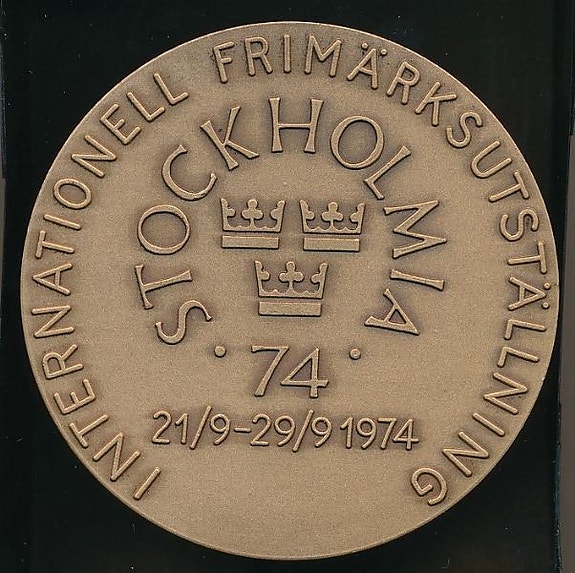 INTERNATIONELL FRIMÄRKSUTSTÄLLNING
STOCKHOLMIA
· 74 ·
21/9-29/9 1974